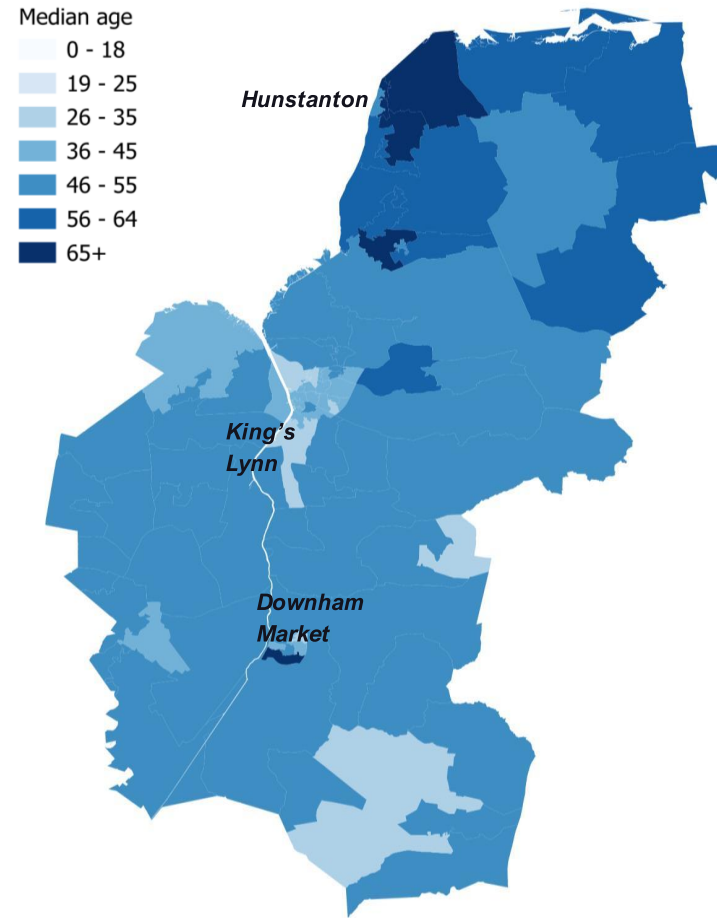 Median age
0 - 18
19 - 25
26 - 35
36 - 45
46 - 55
56 - 64
65+
Hunstanton
King's
Lynn
Downham
Market